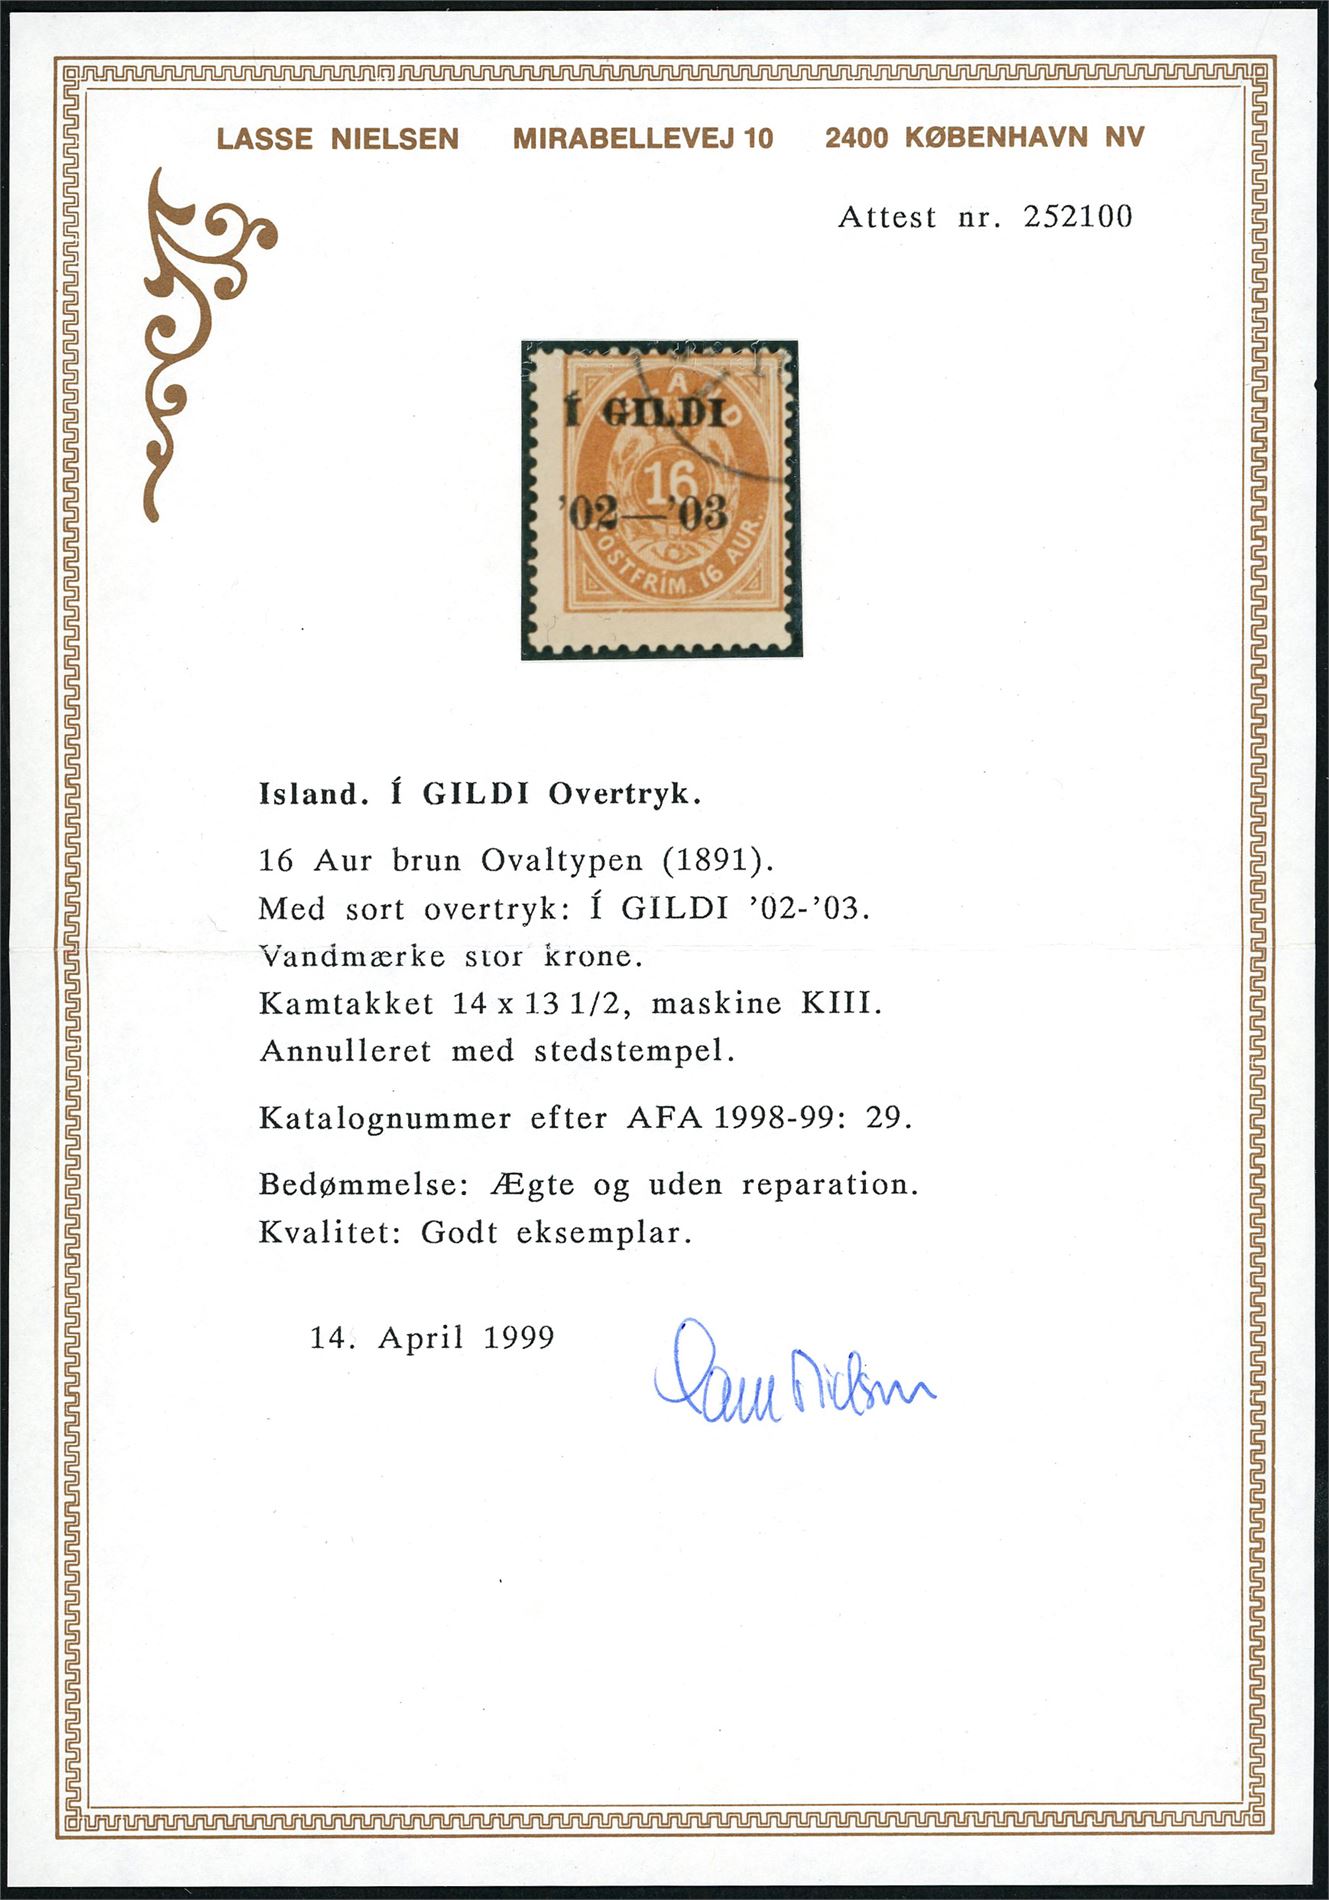 LASSE NIELSEN MIRABELLEVEJ 10 2400 KØBENHAVN NV
Attest nr. 252100
Í GILDI
16
’02—’03
PÓSTFRÍM. 16 AUR.
Island. Í GILDI Overtryk.
16 Aur brun Ovaltypen (1891).
Med sort overtryk: Í GILDI ’02-’03.
Vandmærke stor krone.
Kamtakket 14 x 13 1/2, maskine KIII.
Annulleret med stedstempel.
Katalognummer efter AFA 1998-99: 29.
Bedømmelse: Ægte og uden reparation.
Kvalitet: Godt eksemplar.
14. April 1999
Lasse Nielsen